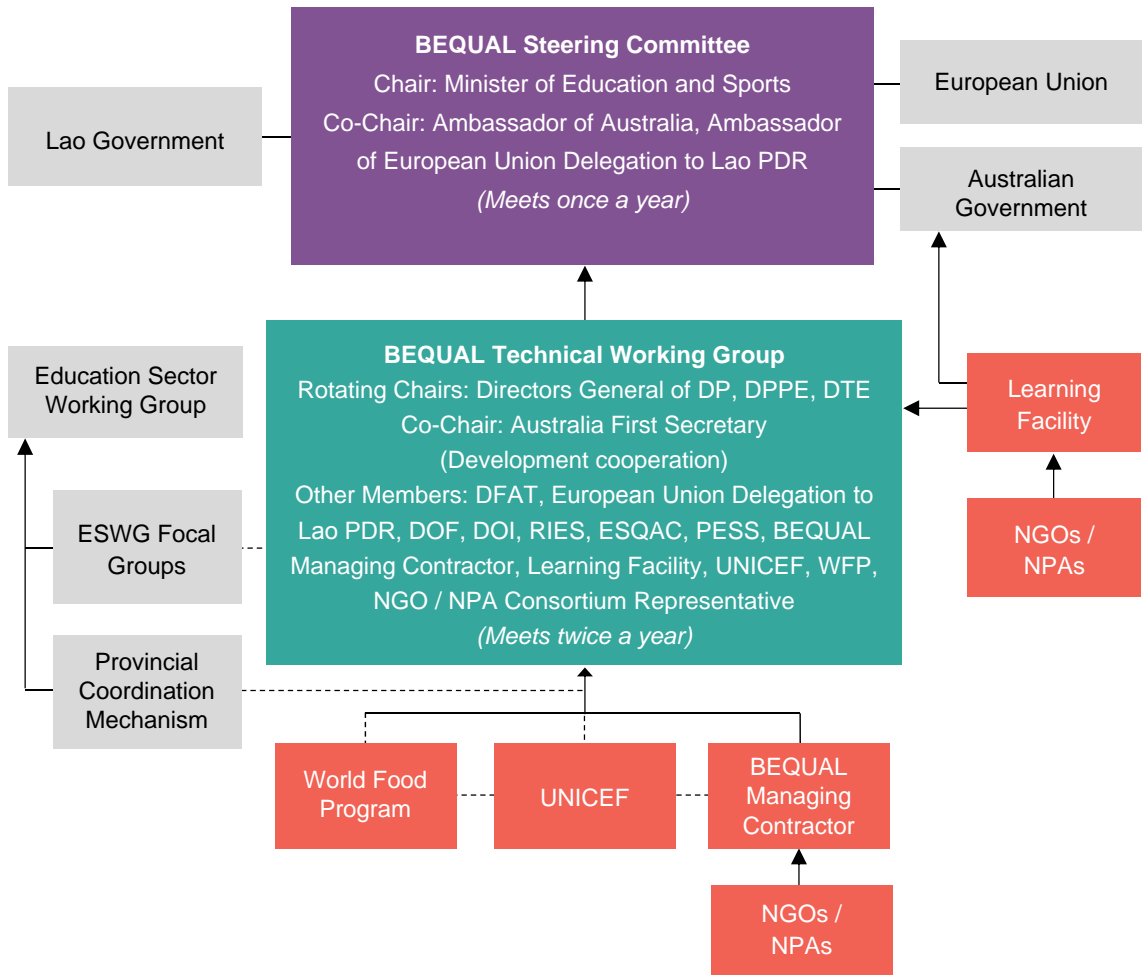 BEQUAL Steering Committee
Chair: Minister of Education and Sports
Co-Chair: Ambassador of Australia, Ambassador
of European Union Delegation to Lao PDR
(Meets once a year)
Lao Government
European Union
Australian
Government
BEQUAL Technical Working Group
Rotating Chairs: Directors General of DP, DPPE, DTE
Co-Chair: Australia First Secretary
(Development cooperation)
Other Members: DFAT, European Union Delegation to
Lao PDR, DOF, DOI, RIES, ESQAC, PESS, BEQUAL
Managing Contractor, Learning Facility, UNICEF, WFP,
NGO / NPA Consortium Representative
(Meets twice a year)
Education Sector
Working Group
ESWG Focal
Groups
Provincial
Coordination
Mechanism
Learning
Facility
NGOs /
NPAs
World Food
Program
UNICEF
BEQUAL
Managing
Contractor
NGOs /
NPAs